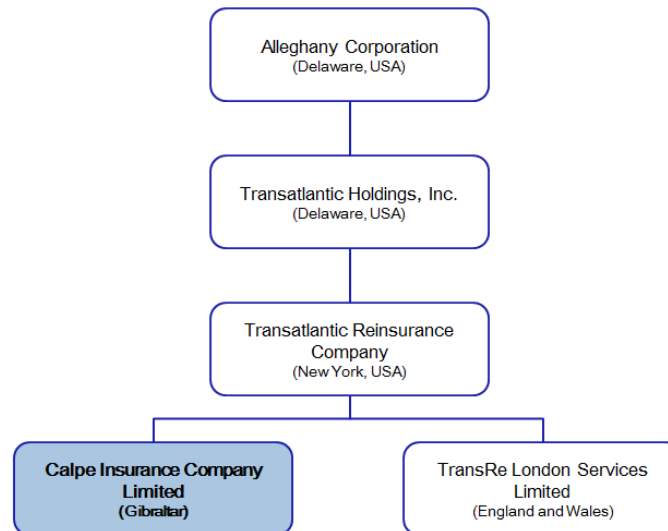 Alleghany Corporation
(Delaware, USA)
Transatlantic Holdings, Inc.
(Delaware, USA)
Transatlantic Reinsurance
Company
(New York, USA)
Calpe Insurance Company
Limited
(Gibraltar)
TransRe London Services
Limited
(England and Wales)